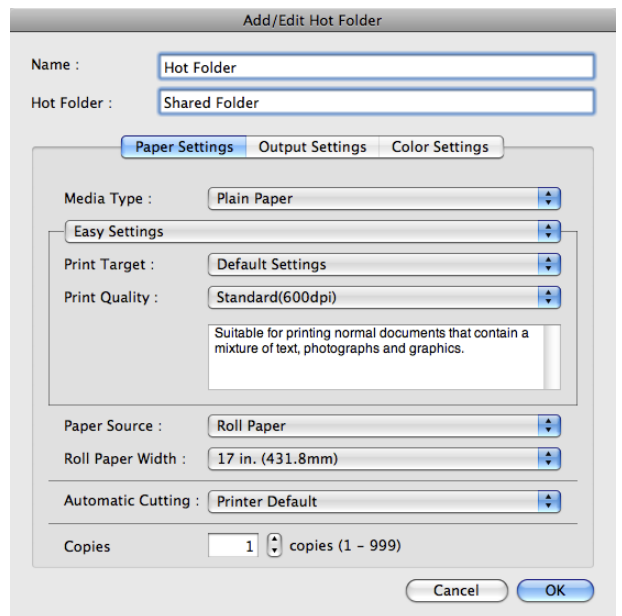 Add/Edit Hot Folder
Name : Hot Folder
Hot Folder : Shared Folder
Paper Settings Output Settings Color Settings
Media Type : Plain Paper
Easy Settings
Print Target : Default Settings
Print Quality : Standard(600dpi)
Suitable for printing normal documents that contain a
mixture of text, photographs and graphics.
Paper Source : Roll Paper
Roll Paper Width : 17 in. (431.8mm)
Automatic Cutting : Printer Default
Copies 1 copies (1 - 999)
Cancel OK